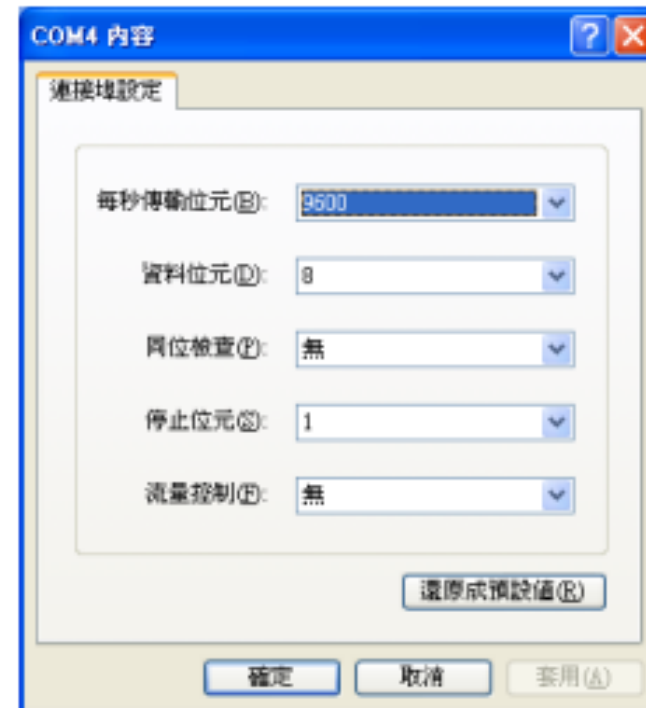 COM4 內容
連接埠設定
每秒傳輸位元(B): 9600
資料位元(D): 8
同位檢查(P): 無
停止位元(S): 1
流量控制(F): 無
還原成預設值(R)
確定 取消 套用(A)